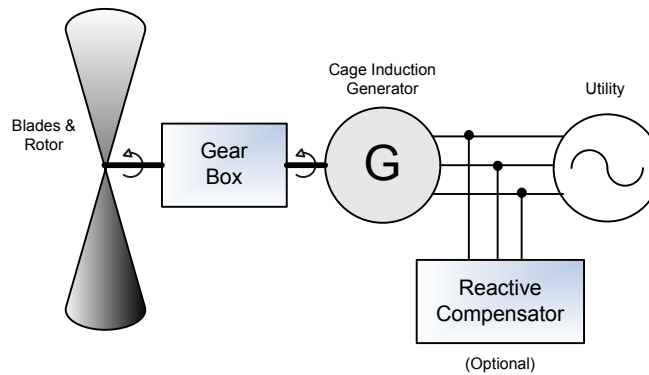 Cage Induction
Generator
Utility
Blades &
Rotor
Gear
Box
G
Reactive
Compensator
(Optional)